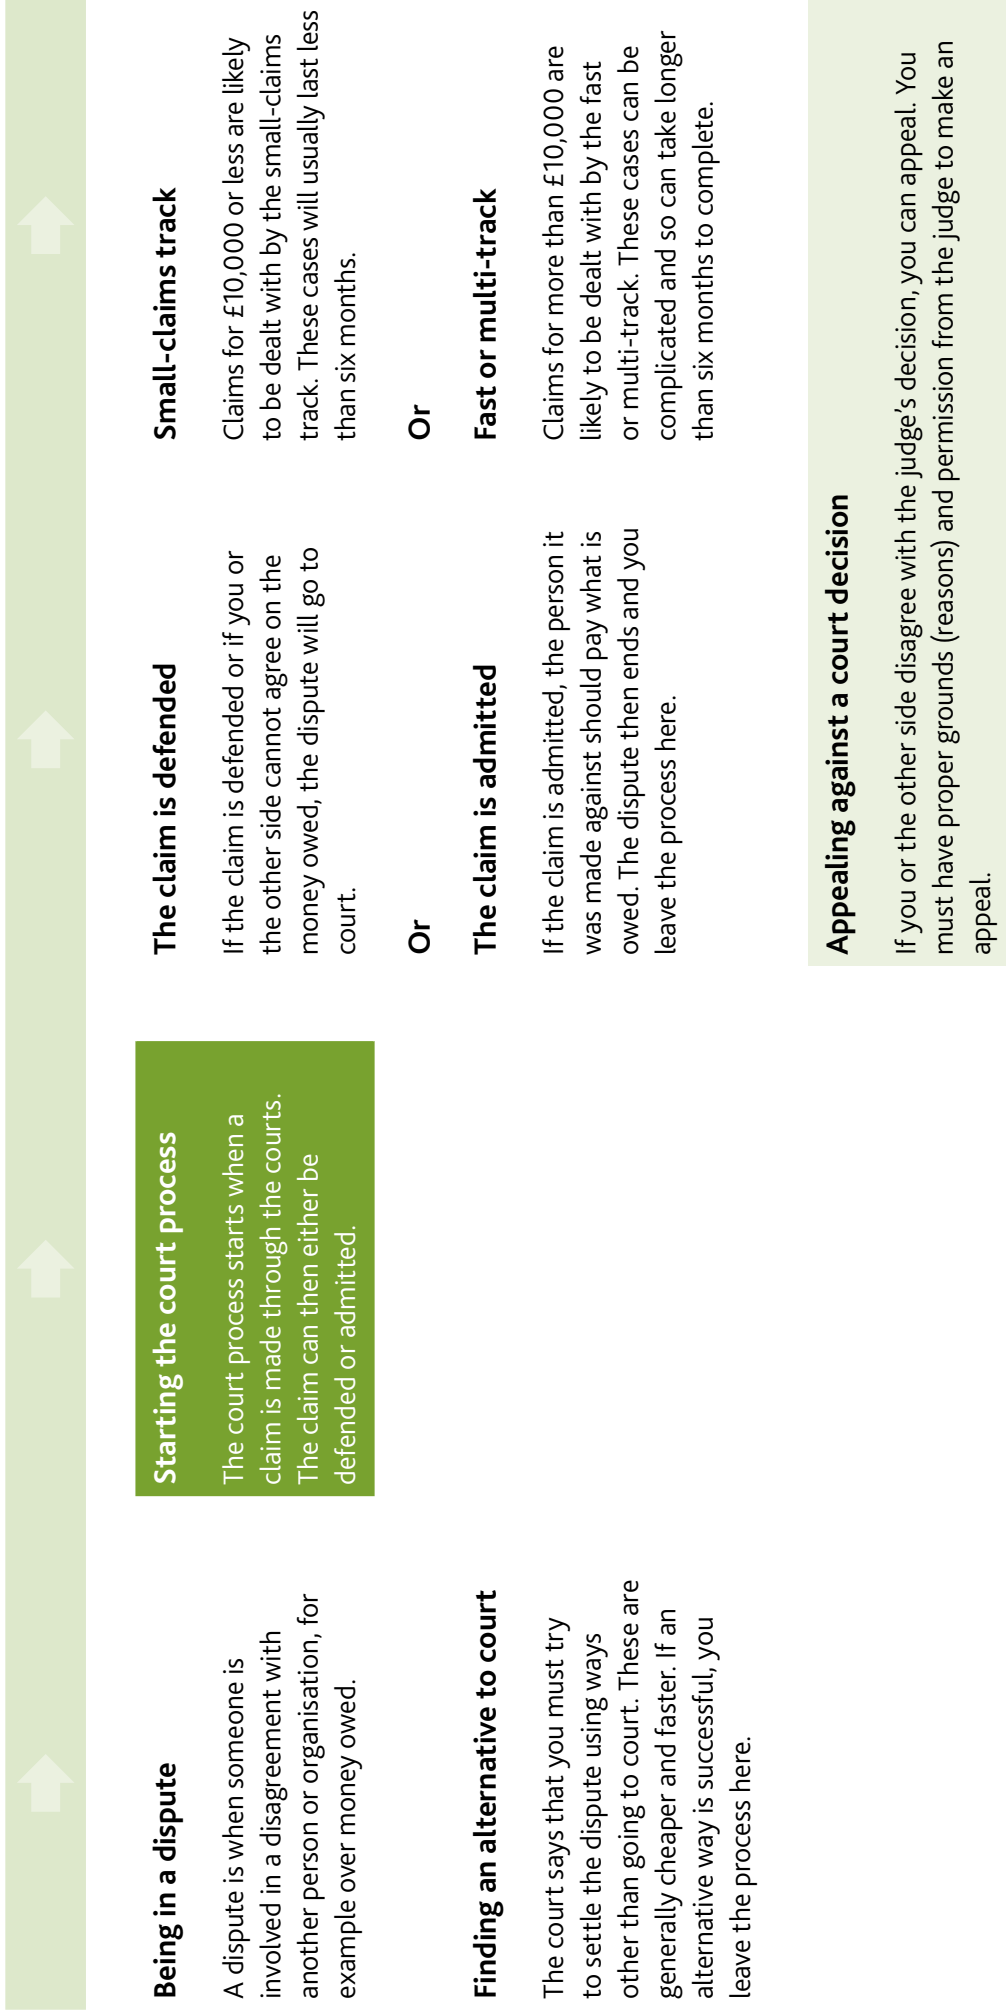 Being in a dispute
A dispute is when someone is
involved in a disagreement with
another person or organisation, for
example over money owed.
Finding an alternative to court
The court says that you must try
to settle the dispute using ways
other than going to court. These are
generally cheaper and faster. If an
alternative way is successful, you
leave the process here.
Starting the court process
The court process starts when a
claim is made through the courts.
The claim can then either be
defended or admitted.
The claim is defended
If the claim is defended or if you or
the other side cannot agree on the
money owed, the dispute will go to
court.
Or
The claim is admitted
If the claim is admitted, the person it
was made against should pay what is
owed. The dispute then ends and you
leave the process here.
Small-claims track
Claims for £10,000 or less are likely
to be dealt with by the small-claims
track. These cases will usually last less
than six months.
Or
Fast or multi-track
Claims for more than £10,000 are
likely to be dealt with by the fast
or multi-track. These cases can be
complicated and so can take longer
than six months to complete.
Appealing against a court decision
If you or the other side disagree with the judge’s decision, you can appeal. You
must have proper grounds (reasons) and permission from the judge to make an
appeal.